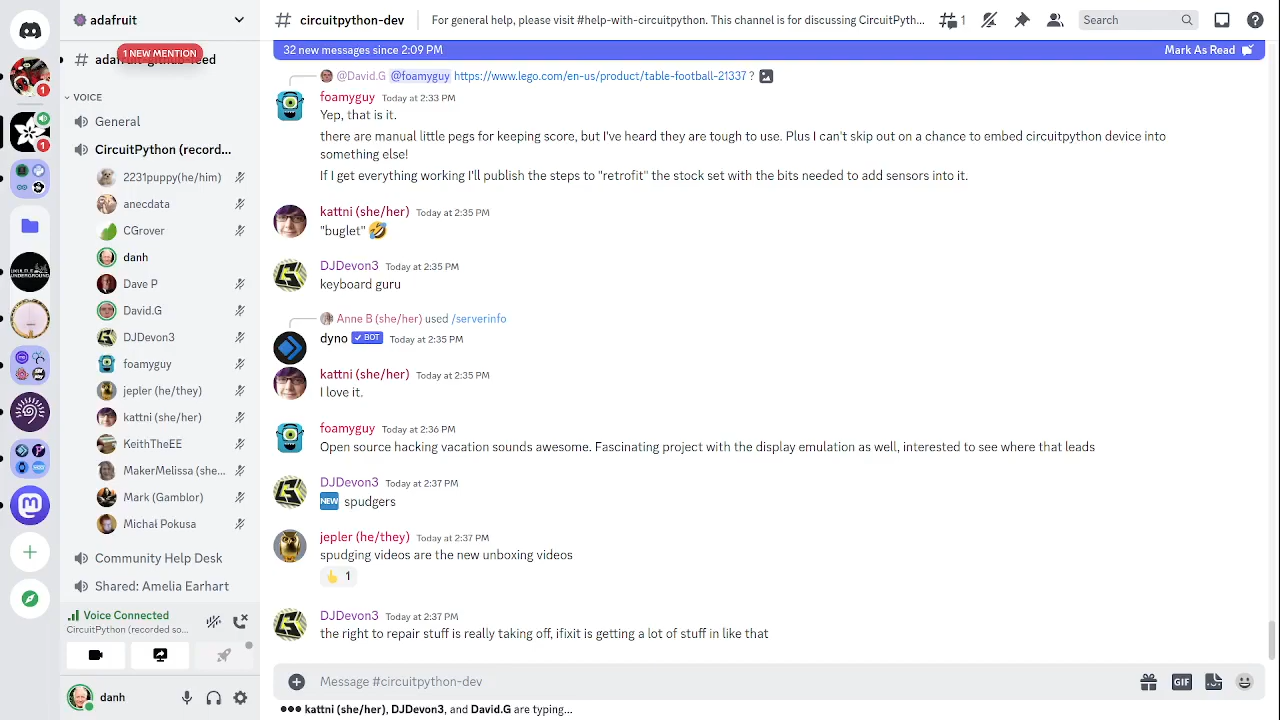 adafruit
1 NEW MENTION
VOICE
General
CircuitPython (record...
2231puppy(he/him)
anecdata
CGrover
danh
Dave P
David.G
DJDevon3
foamyguy
jepler (he/they)
kattni (she/her)
KeithTheEE
MakerMelissa (she...
Mark (Gamblor)
Michał Pokusa
Community Help Desk
Shared: Amelia Earhart
Voice Connected
CircuitPython (recorded so...
danh
circuitpython-dev
For general help, please visit #help-with-circuitpython. This channel is for discussing CircuitPyth...
1
Search
32 new messages since 2:09 PM
Mark As Read
@David.G @foamyguy https://www.lego.com/en-us/product/table-football-21337 ?
foamyguy Today at 2:33 PM
Yep, that is it.
there are manual little pegs for keeping score, but I've heard they are tough to use. Plus I can't skip out on a chance to embed circuitpython device into
something else!
If I get everything working I'll publish the steps to "retrofit" the stock set with the bits needed to add sensors into it.
kattni (she/her) Today at 2:35 PM
"buglet" 🤣
DJDevon3 Today at 2:35 PM
keyboard guru
Anne B (she/her) used /serverinfo
dyno BOT Today at 2:35 PM
kattni (she/her) Today at 2:35 PM
I love it.
foamyguy Today at 2:36 PM
Open source hacking vacation sounds awesome. Fascinating project with the display emulation as well, interested to see where that leads
DJDevon3 Today at 2:37 PM
🆕 spudgers
jepler (he/they) Today at 2:37 PM
spudging videos are the new unboxing videos
👆 1
DJDevon3 Today at 2:37 PM
the right to repair stuff is really taking off, ifixit is getting a lot of stuff in like that
Message #circuitpython-dev
GIF
kattni (she/her), DJDevon3, and David.G are typing...